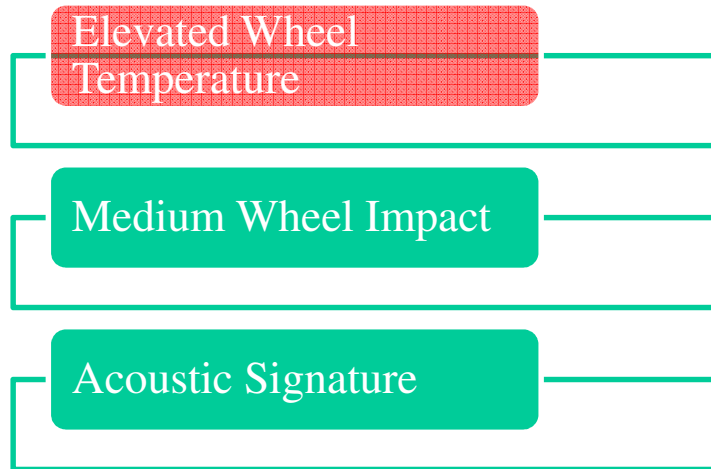 Elevated Wheel
Temperature
Medium Wheel Impact
Acoustic Signature